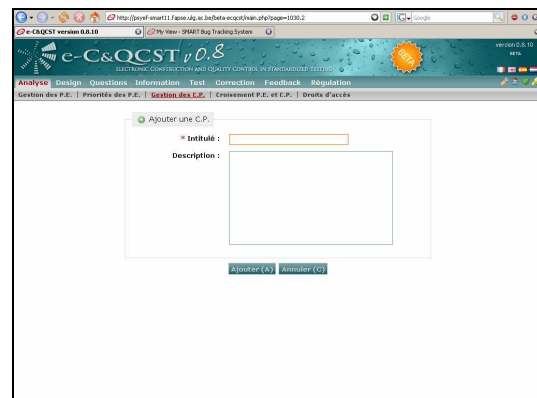 http://psyef-smart11.fapse.ulg.ac.be/beta-ecqcst/main.php?page=1030.2
Google
e-C&QCST version 0.8.10
My View - SMART Bug Tracking System
e-C&QCST v0.8
ELECTRONIC CONSTRUCTION AND QUALITY CONTROL IN STANDARDIZED TESTING
BETA
version 0.8.10
BETA
Analyse Design Questions Information Test Correction Feedback Régulation
Gestion des P.E. | Priorités des P.E. | Gestion des C.P. | Croisement P.E. et C.P. | Droits d'accès
Ajouter une C.P.
* Intitulé :
Description :
Ajouter (A) Annuler (C)